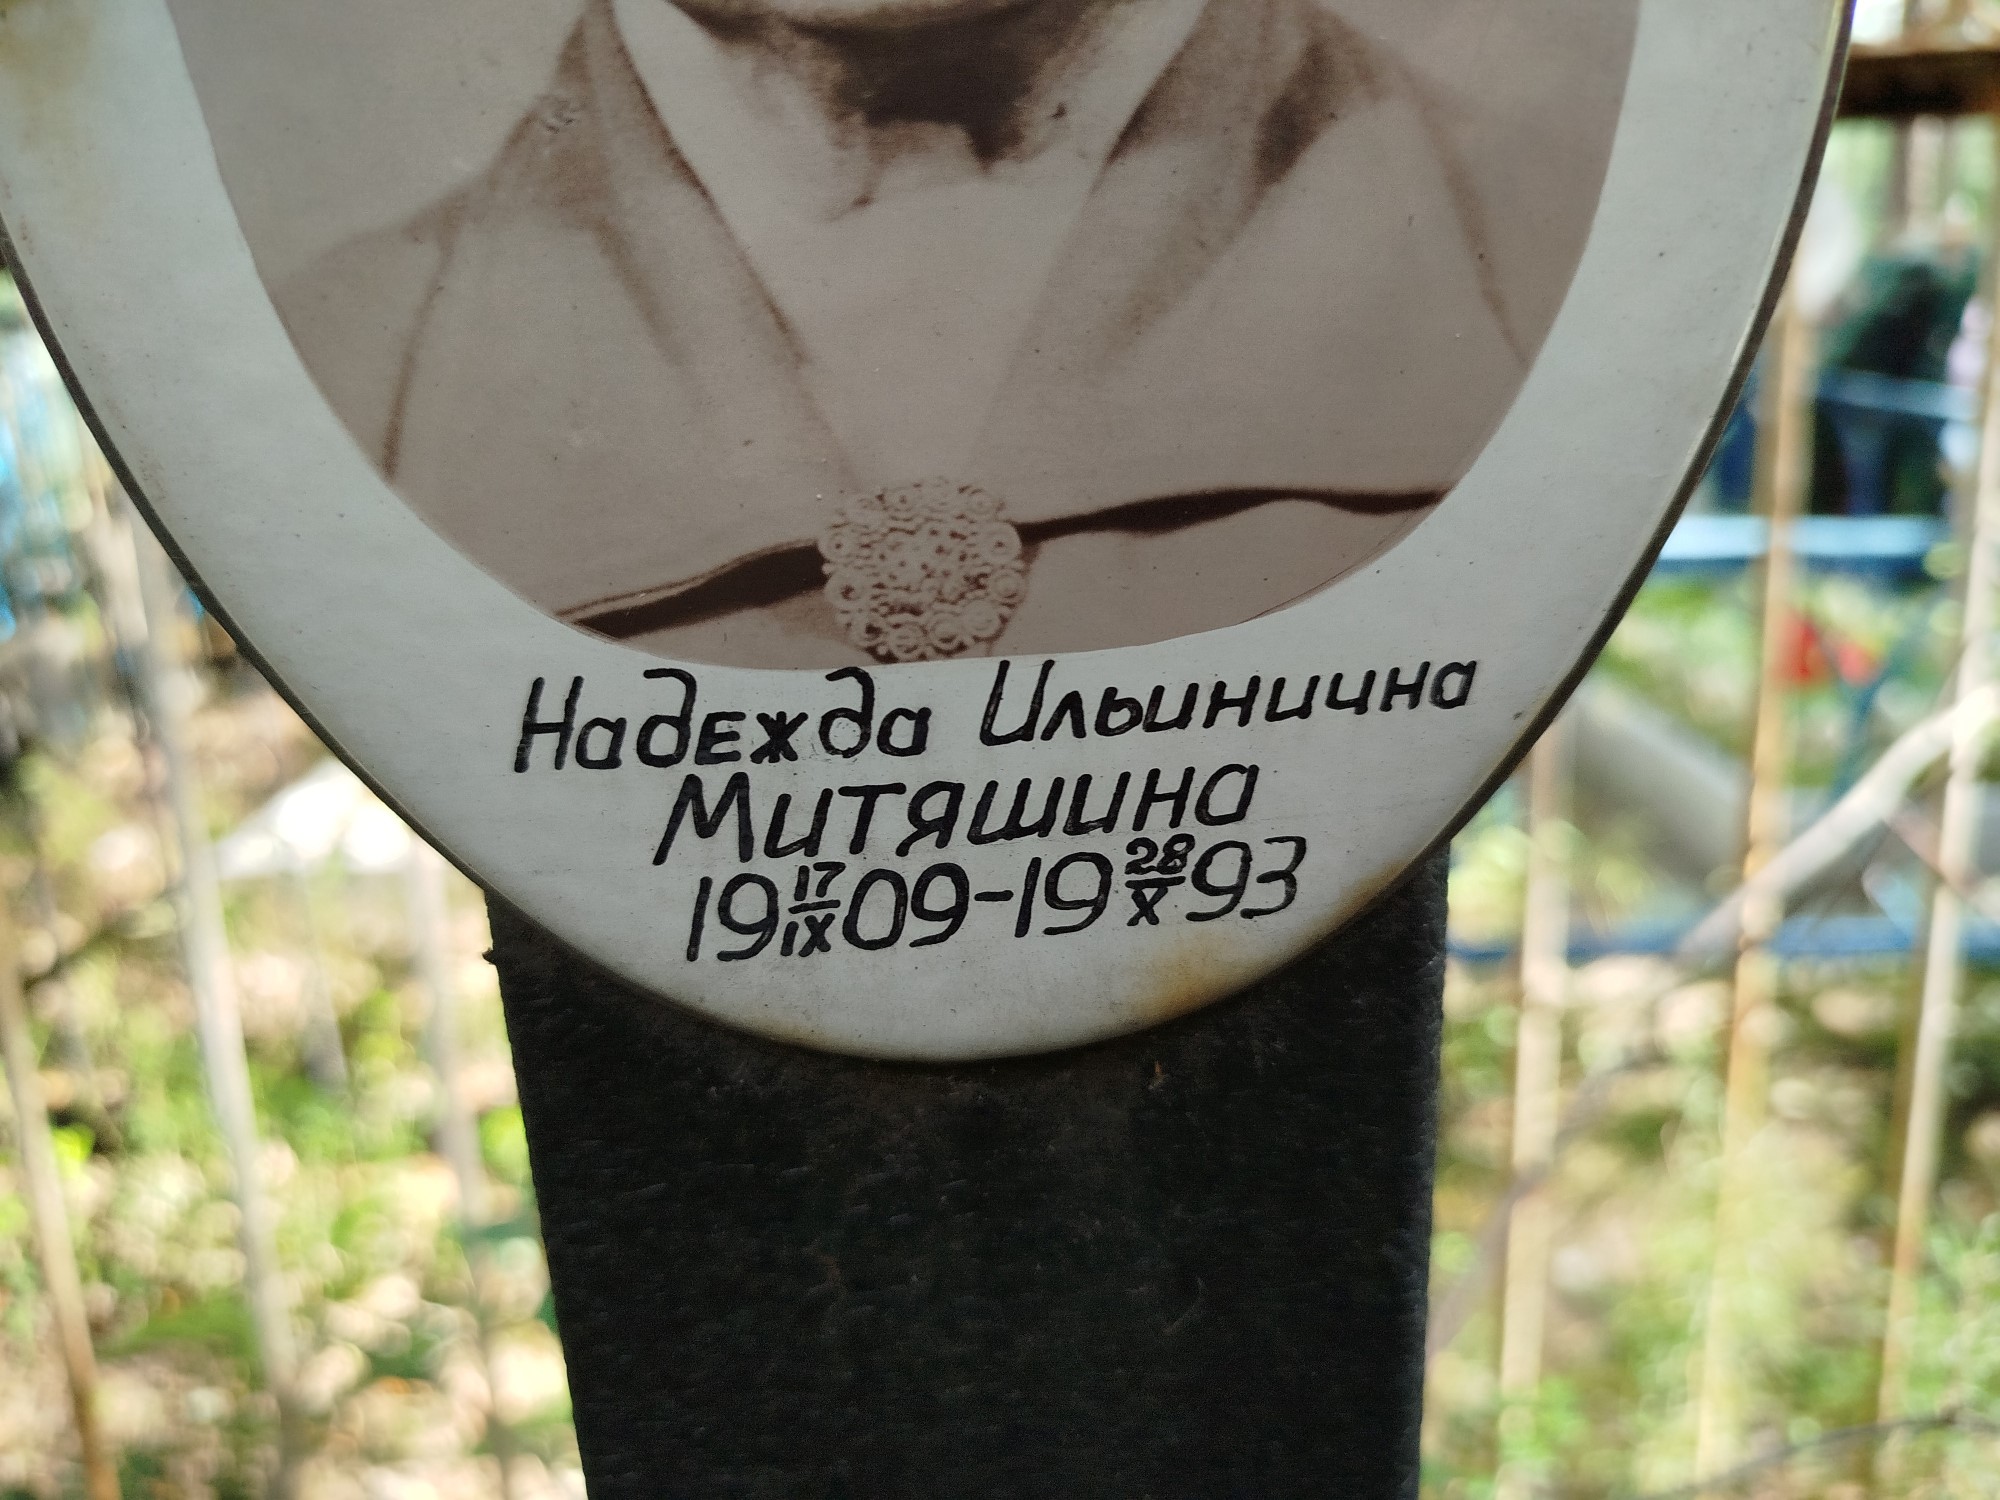 Надежда Ильинична
Митяшина
19 17/IX 09-19 28/X 93